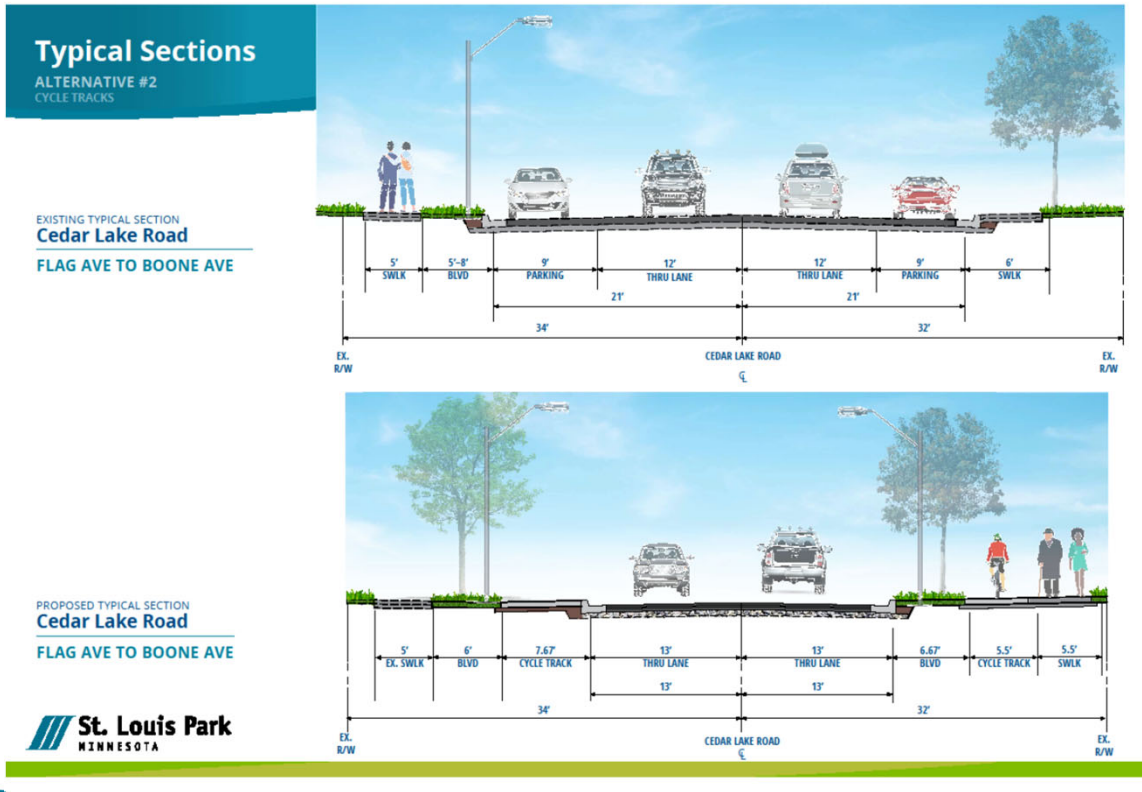 Typical Sections
ALTERNATIVE #2
CYCLE TRACKS
EXISTING TYPICAL SECTION
Cedar Lake Road
FLAG AVE TO BOONE AVE
5' 5'-8' 9' 12' 12' 9' 6'
SWLK BLVD PARKING THRU LANE THRU LANE PARKING SWLK
21' 21'
34' 32'
EX. CEDAR LAKE ROAD EX.
R/W ℄ R/W
PROPOSED TYPICAL SECTION
Cedar Lake Road
FLAG AVE TO BOONE AVE
5' 6' 7.67' 13' 13' 6.67' 5.5' 5.5'
EX. SWLK BLVD CYCLE TRACK THRU LANE THRU LANE BLVD CYCLE TRACK SWLK
13' 13'
34' 32'
EX. CEDAR LAKE ROAD EX.
R/W ℄ R/W
St. Louis Park
MINNESOTA